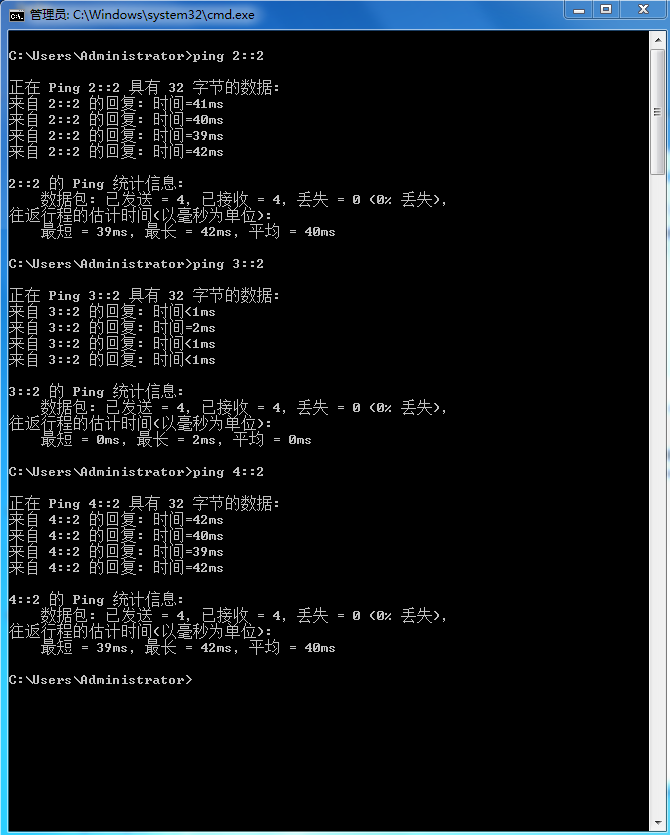 管理员: C:\Windows\system32\cmd.exe
C:\Users\Administrator>ping 2::2
正在 Ping 2::2 具有 32 字节的数据:
来自 2::2 的回复: 时间=41ms
来自 2::2 的回复: 时间=40ms
来自 2::2 的回复: 时间=39ms
来自 2::2 的回复: 时间=42ms
2::2 的 Ping 统计信息:
    数据包: 已发送 = 4, 已接收 = 4, 丢失 = 0 (0% 丢失),
往返行程的估计时间(以毫秒为单位):
    最短 = 39ms, 最长 = 42ms, 平均 = 40ms
C:\Users\Administrator>ping 3::2
正在 Ping 3::2 具有 32 字节的数据:
来自 3::2 的回复: 时间<1ms
来自 3::2 的回复: 时间=2ms
来自 3::2 的回复: 时间<1ms
来自 3::2 的回复: 时间<1ms
3::2 的 Ping 统计信息:
    数据包: 已发送 = 4, 已接收 = 4, 丢失 = 0 (0% 丢失),
往返行程的估计时间(以毫秒为单位):
    最短 = 0ms, 最长 = 2ms, 平均 = 0ms
C:\Users\Administrator>ping 4::2
正在 Ping 4::2 具有 32 字节的数据:
来自 4::2 的回复: 时间=42ms
来自 4::2 的回复: 时间=40ms
来自 4::2 的回复: 时间=39ms
来自 4::2 的回复: 时间=42ms
4::2 的 Ping 统计信息:
    数据包: 已发送 = 4, 已接收 = 4, 丢失 = 0 (0% 丢失),
往返行程的估计时间(以毫秒为单位):
    最短 = 39ms, 最长 = 42ms, 平均 = 40ms
C:\Users\Administrator>